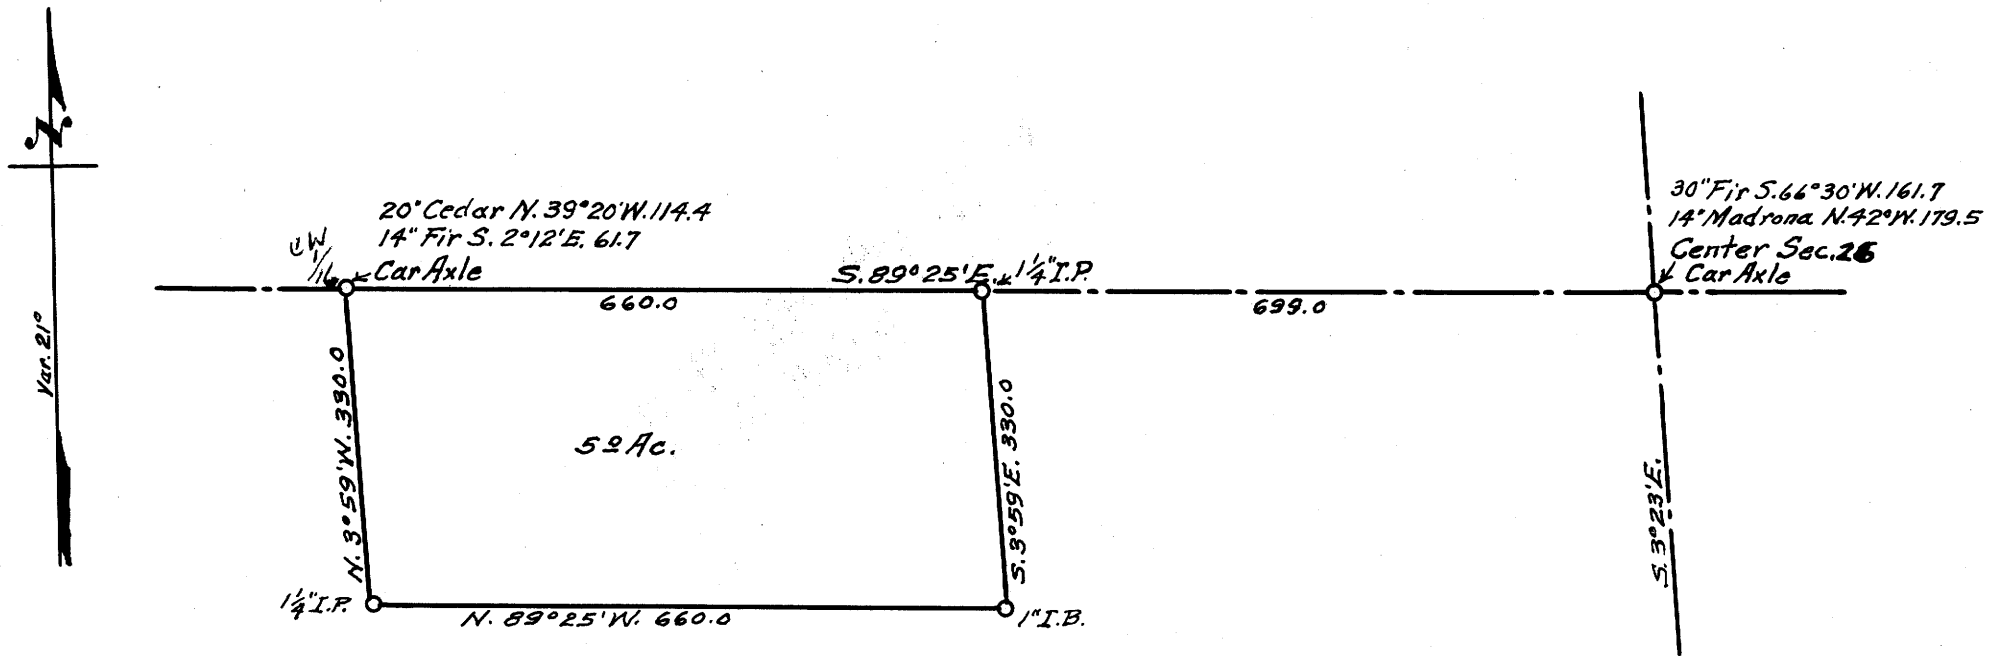 N.
Var. 21°
20" Cedar N. 39°20'W. 114.4
14" Fir S. 2°12'E. 61.7
Car Axle
CW 1/16
S. 89°25'E.
1 1/4" I.P.
660.0
699.0
30" Fir S. 66°30'W. 161.7
14" Madrona N. 42°W. 179.5
Center Sec. 26
Car Axle
N. 3°59'W. 330.0
5 0 Ac.
S. 3°59'E. 330.0
S. 3°23'E.
1 1/4" I.P.
N. 89°25'W. 660.0
1" I.B.